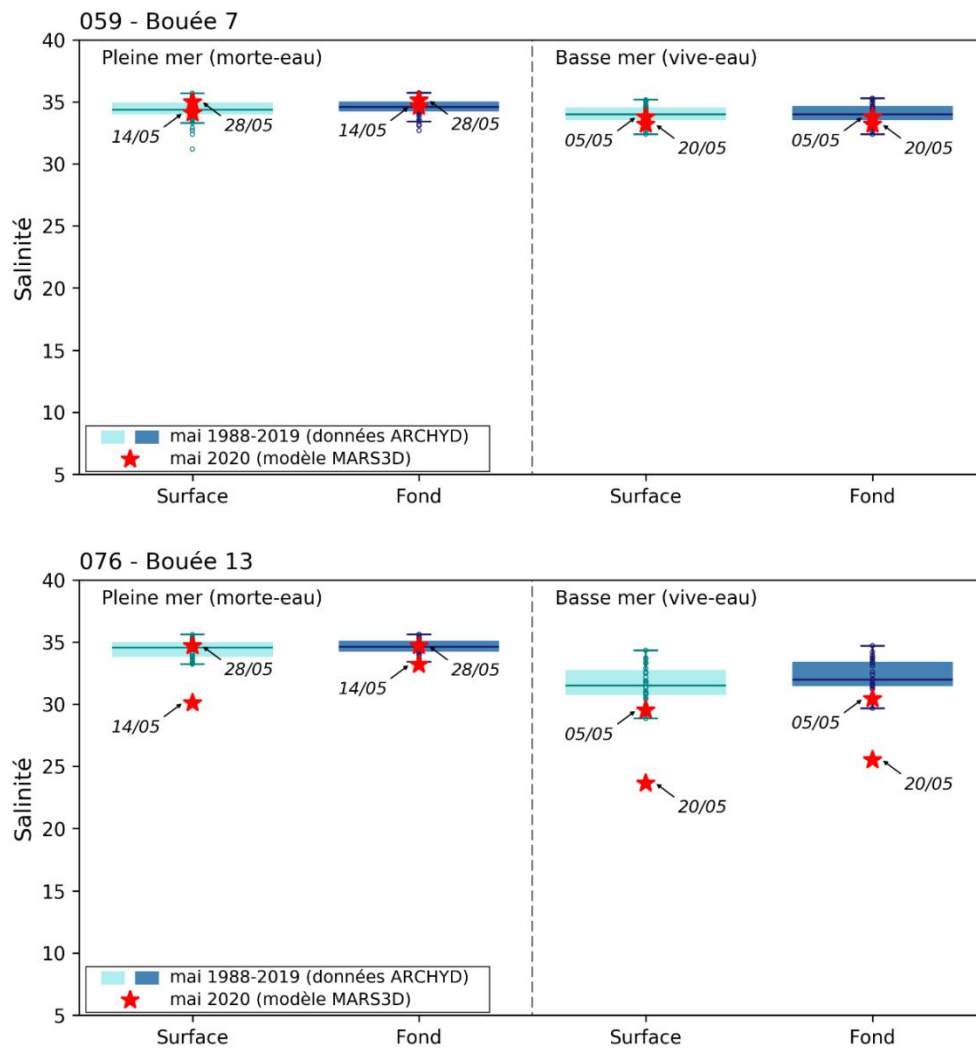 059 - Bouée 7
40
Pleine mer (morte-eau)
Basse mer (vive-eau)
35
14/05
28/05
14/05
28/05
05/05
20/05
05/05
20/05
30
25
Salinité
20
15
10
mai 1988-2019 (données ARCHYD)
mai 2020 (modèle MARS3D)
5
Surface
Fond
Surface
Fond
076 - Bouée 13
40
Pleine mer (morte-eau)
Basse mer (vive-eau)
35
28/05
14/05
28/05
14/05
05/05
05/05
30
25
20/05
20/05
Salinité
20
15
10
mai 1988-2019 (données ARCHYD)
mai 2020 (modèle MARS3D)
5
Surface
Fond
Surface
Fond